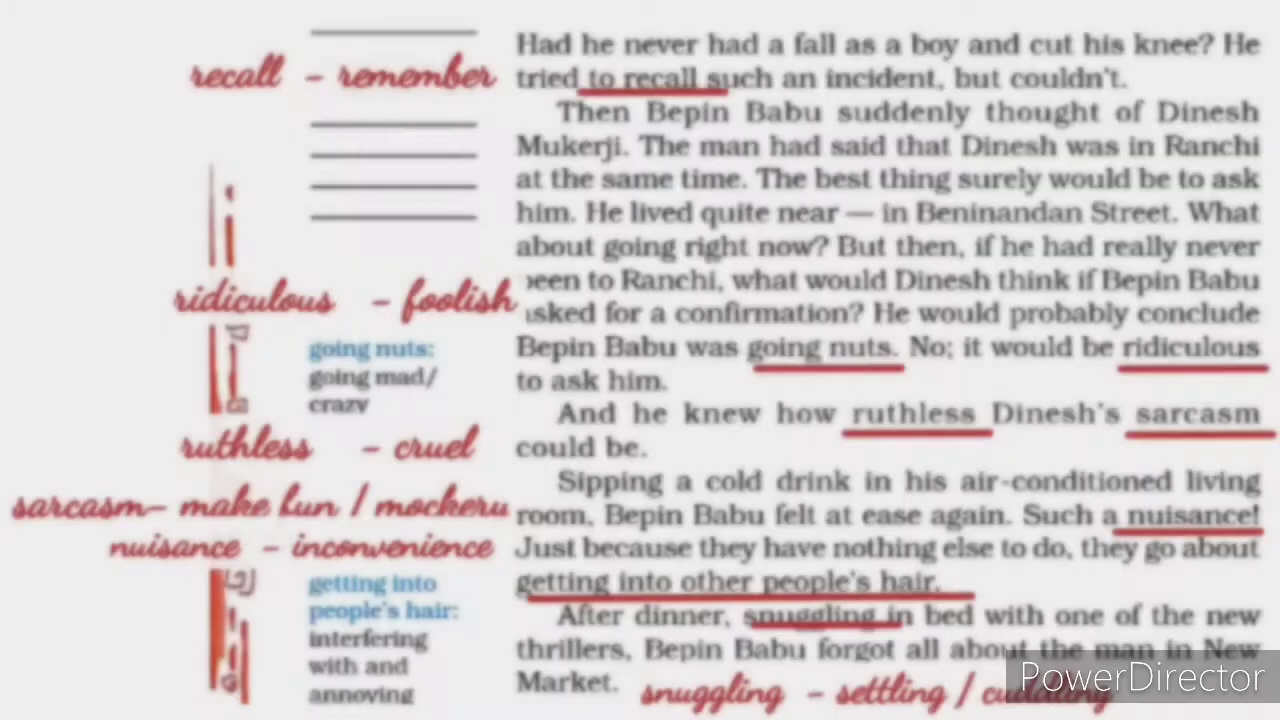 Had he never had a fall as a boy and cut his knee? He
recall - remember
tried to recall such an incident, but couldn't.
Then Bepin Babu suddenly thought of Dinesh
Mukerji. The man had said that Dinesh was in Ranchi
at the same time. The best thing surely would be to ask
him. He lived quite near — in Beninandan Street. What
about going right now? But then, if he had really never
been to Ranchi, what would Dinesh think if Bepin Babu
ridiculous - foolish
asked for a confirmation? He would probably conclude
going nuts:
going mad/
crazy
Bepin Babu was going nuts. No; it would be ridiculous
to ask him.
And he knew how ruthless Dinesh's sarcasm
ruthless - cruel
could be.
Sipping a cold drink in his air-conditioned living
sarcasm- make fun / mockery
room, Bepin Babu felt at ease again. Such a nuisance!
nuisance - inconvenience
Just because they have nothing else to do, they go about
getting into other people's hair.
getting into
people's hair:
interfering
with and
annoying
After dinner, snuggling in bed with one of the new
thrillers, Bepin Babu forgot all about the man in New
Market.
snuggling - settling / cuddling
PowerDirector